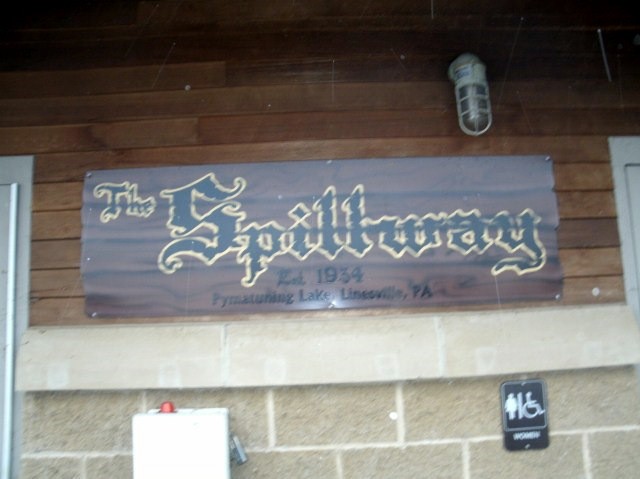 The Spillway
Est. 1934
Pymatuning Lake, Linesville, PA
WOMEN